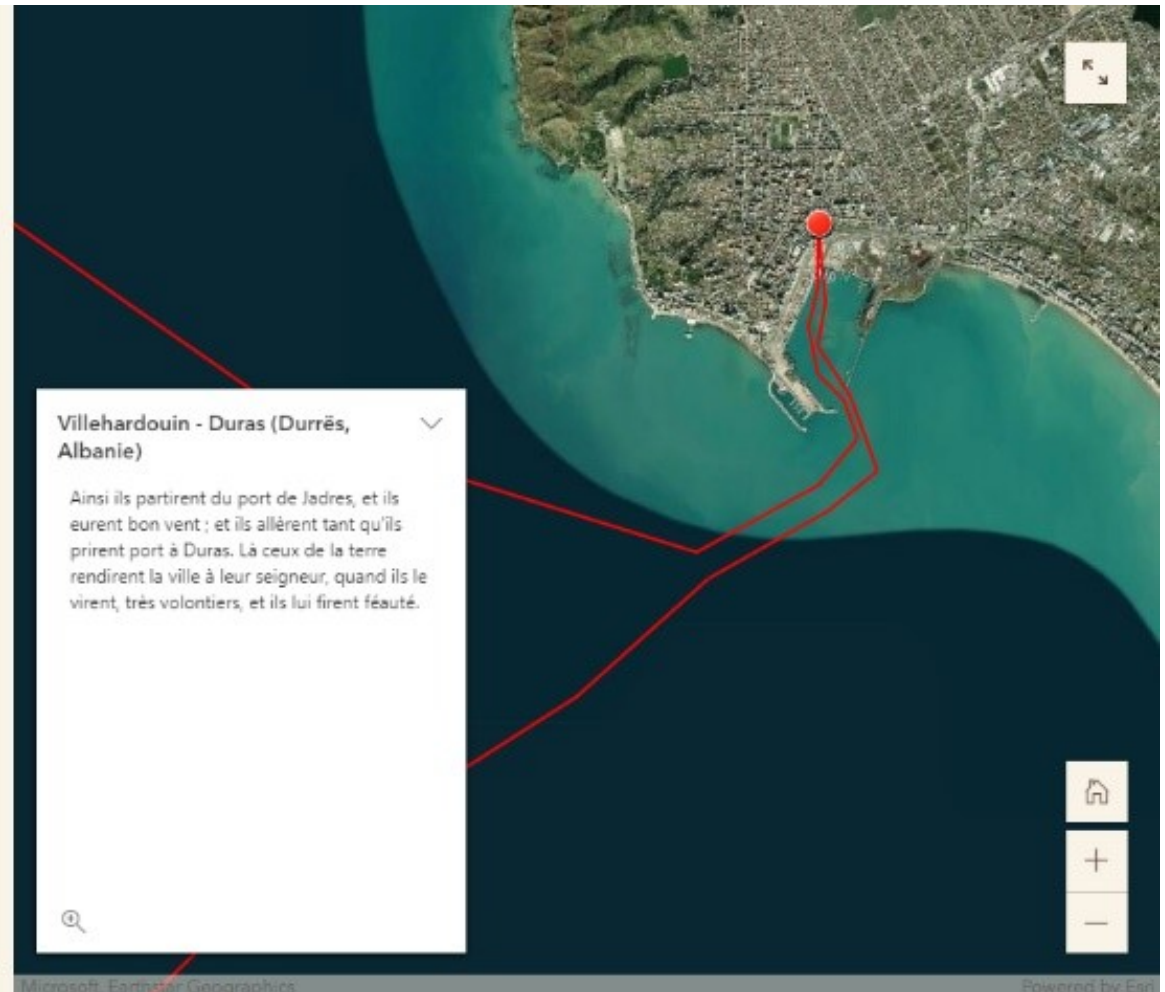 Villehardouin - Duras (Durrës,
Albanie)
Ainsi ils partirent du port de Jadres, et ils
eurent bon vent ; et ils allèrent tant qu'ils
prirent port à Duras. Là ceux de la terre
rendirent la ville à leur seigneur, quand ils le
virent, très volontiers, et ils lui firent féauté.
Microsoft, Earthstar Geographics
Powered by Esri